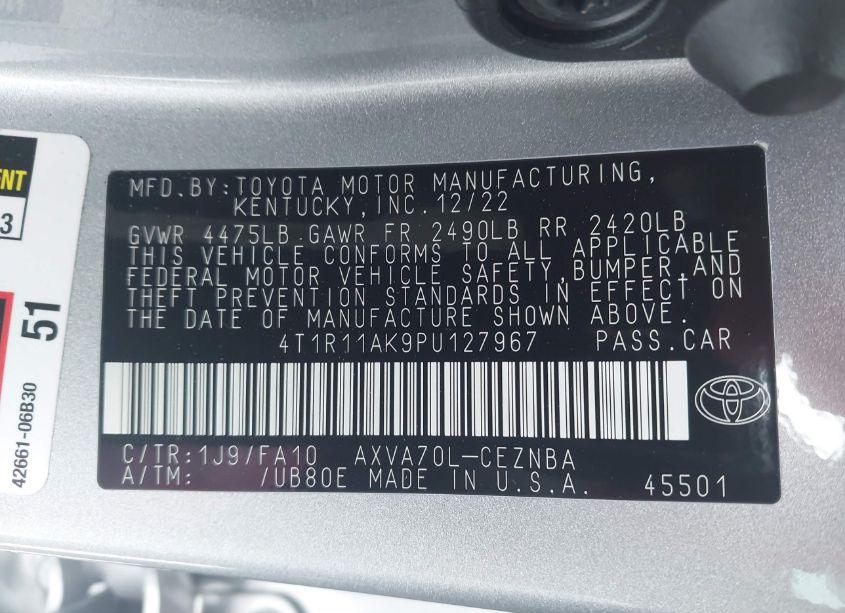 MFD.BY:TOYOTA MOTOR MANUFACTURING,
KENTUCKY,INC.12/22
GVWR 4475LB GAWR FR 2490LB RR 2420LB
THIS VEHICLE CONFORMS TO ALL APPLICABLE
FEDERAL MOTOR VEHICLE SAFETY,BUMPER,AND
THEFT PREVENTION STANDARDS IN EFFECT ON
THE DATE OF MANUFACTURE SHOWN ABOVE.
4T1R11AK9PU127967 PASS.CAR
C/TR:1J9/FA10 AXVA70L-CEZNBA
A/TM: /UB80E MADE IN U.S.A. 45501
51
42661-06B30